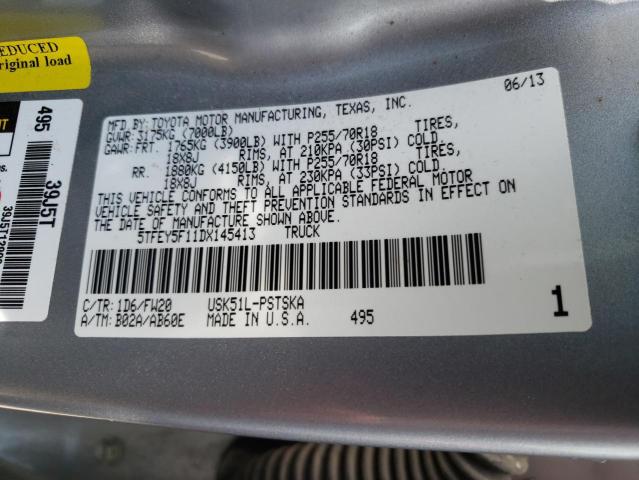 EDUCED
riginal load
495 39J5T
06/13
MFD BY: TOYOTA MOTOR MANUFACTURING, TEXAS, INC.
GVWR: 3175KG (7000LB)
GAWR: FRT. 1765KG (3900LB) WITH P255/70R18 TIRES,
18X8J RIMS, AT 210KPA (30PSI) COLD
RR. 1880KG (4150LB) WITH P255/70R18 TIRES,
18X8J RIMS, AT 230KPA (33PSI) COLD
THIS VEHICLE CONFORMS TO ALL APPLICABLE FEDERAL MOTOR
VEHICLE SAFETY AND THEFT PREVENTION STANDARDS IN EFFECT ON
THE DATE OF MANUFACTURE SHOWN ABOVE.
5TFEY5F11DX145413 TRUCK
C/TR: 1D6/FW20 USK51L-PSTSKA
A/TM: B02A/AB60E MADE IN U.S.A. 495
1